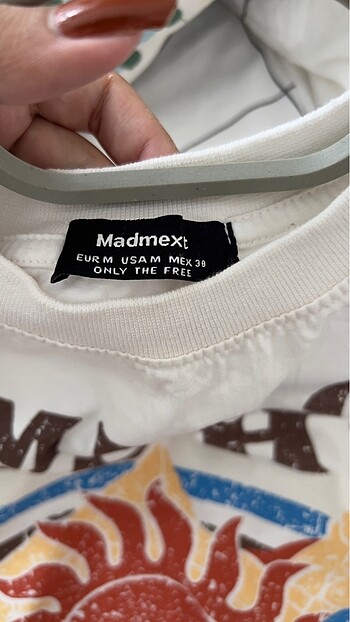 Madmext
EUR M USA M MEX 38
ONLY THE FREE